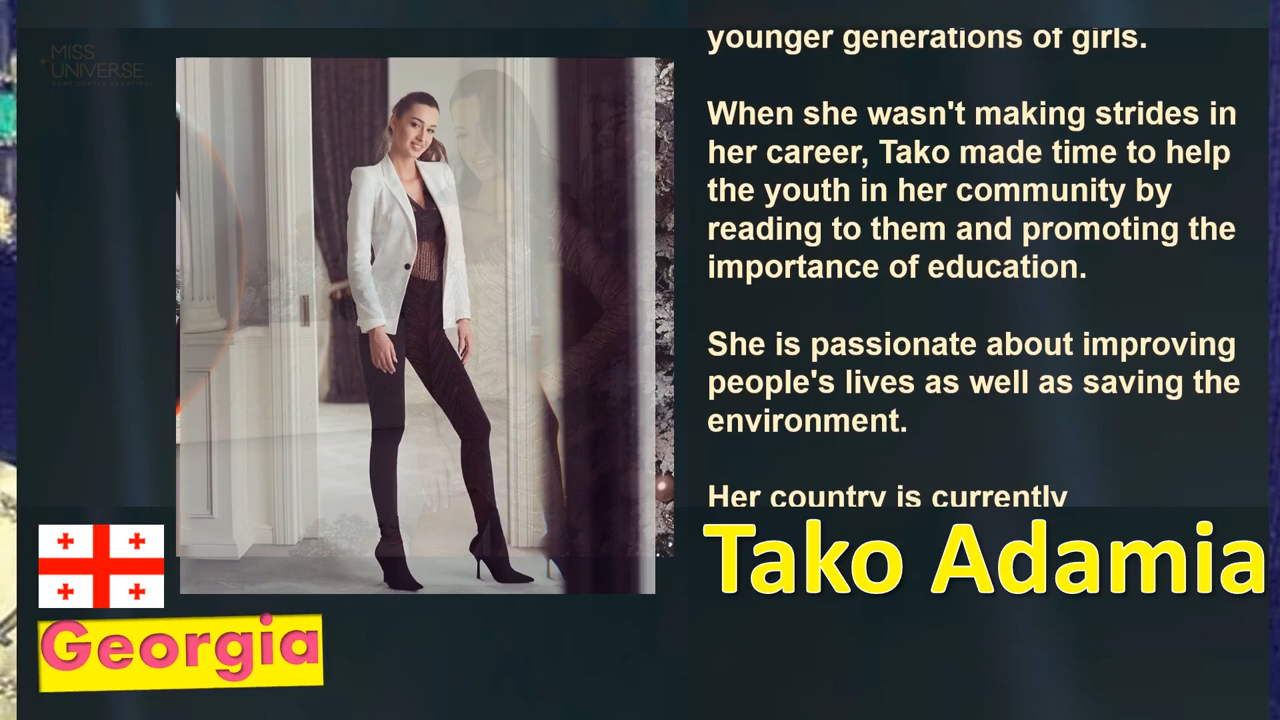 MISS
UNIVERSE
younger generations of girls.
When she wasn't making strides in
her career, Tako made time to help
the youth in her community by
reading to them and promoting the
importance of education.
She is passionate about improving
people's lives as well as saving the
environment.
Her country is currently
Tako Adamia
Georgia